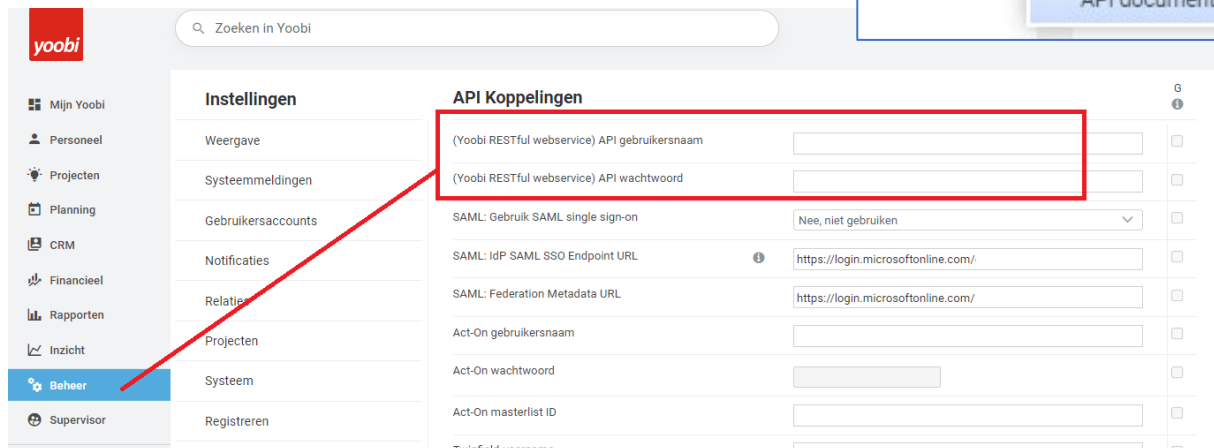 API document
yoobi
Zoeken in Yoobi
Mijn Yoobi
Personeel
Projecten
Planning
CRM
Financieel
Rapporten
Inzicht
Beheer
Supervisor
Instellingen
Weergave
Systeemmeldingen
Gebruikersaccounts
Notificaties
Relaties
Projecten
Systeem
Registreren
API Koppelingen
G
(Yoobi RESTful webservice) API gebruikersnaam
(Yoobi RESTful webservice) API wachtwoord
SAML: Gebruik SAML single sign-on
Nee, niet gebruiken
SAML: IdP SAML SSO Endpoint URL
https://login.microsoftonline.com/
SAML: Federation Metadata URL
https://login.microsoftonline.com/
Act-On gebruikersnaam
Act-On wachtwoord
Act-On masterlist ID